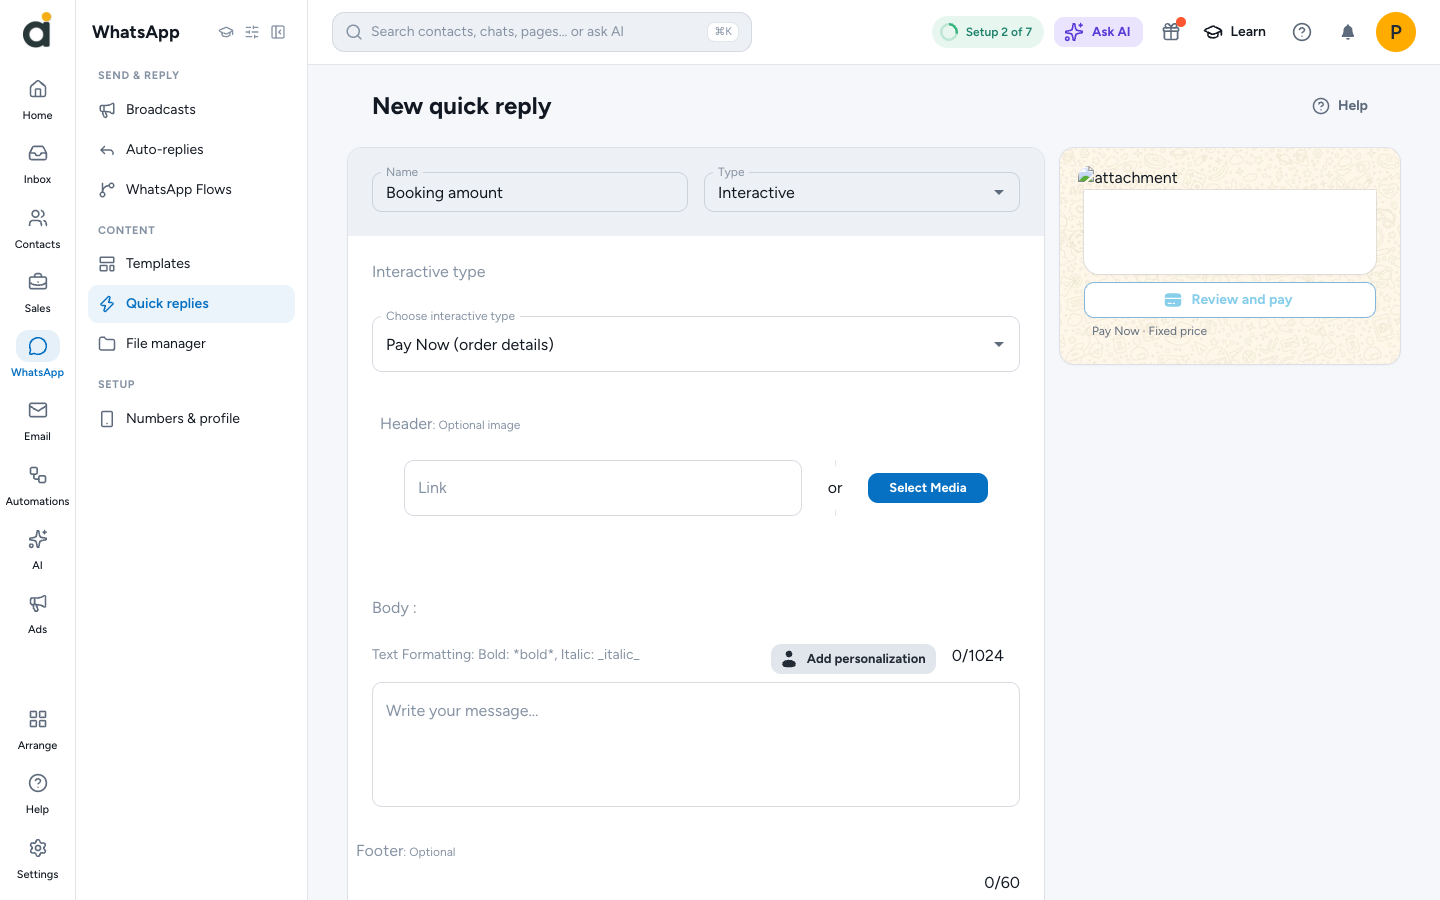 WhatsApp
Search contacts, chats, pages... or ask AI
⌘K
Setup 2 of 7
Ask AI
Learn
P
Home
Inbox
Contacts
Sales
WhatsApp
Email
Automations
AI
Ads
Arrange
Help
Settings
SEND & REPLY
Broadcasts
Auto-replies
WhatsApp Flows
CONTENT
Templates
Quick replies
File manager
SETUP
Numbers & profile
New quick reply
Help
Name
Booking amount
Type
Interactive
Interactive type
Choose interactive type
Pay Now (order details)
Header: Optional image
Link
or
Select Media
Body :
Text Formatting: Bold: *bold*, Italic: _italic_
Add personalization
0/1024
Write your message...
Footer: Optional
0/60
attachment
Review and pay
Pay Now · Fixed price